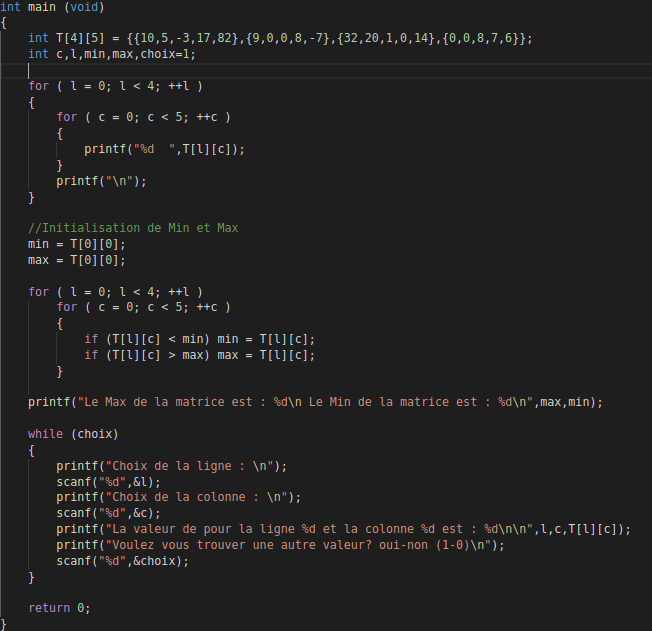 int main (void)
{
    int T[4][5] = {{10,5,-3,17,82},{9,0,0,8,-7},{32,20,1,0,14},{0,0,8,7,6}};
    int c,l,min,max,choix=1;

    for ( l = 0; l < 4; ++l )
    {
        for ( c = 0; c < 5; ++c )
        {
            printf("%d  ",T[l][c]);
        }
        printf("\n");
    }

    //Initialisation de Min et Max
    min = T[0][0];
    max = T[0][0];

    for ( l = 0; l < 4; ++l )
        for ( c = 0; c < 5; ++c )
        {
            if (T[l][c] < min) min = T[l][c];
            if (T[l][c] > max) max = T[l][c];
        }

    printf("Le Max de la matrice est : %d\n Le Min de la matrice est : %d\n",max,min);

    while (choix)
    {
        printf("Choix de la ligne : \n");
        scanf("%d",&l);
        printf("Choix de la colonne : \n");
        scanf("%d",&c);
        printf("La valeur de pour la ligne %d et la colonne %d est : %d\n\n",l,c,T[l][c]);
        printf("Voulez vous trouver une autre valeur? oui-non (1-0)\n");
        scanf("%d",&choix);
    }

    return 0;
}